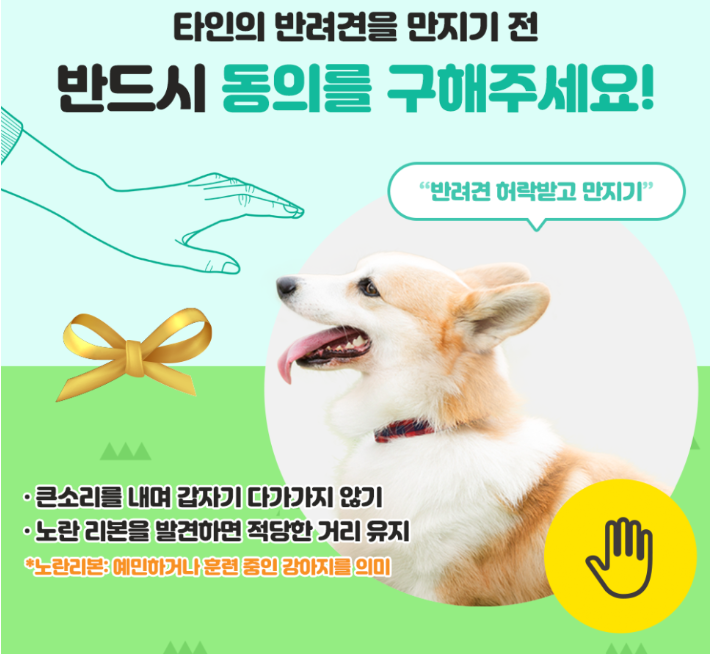 타인의 반려견을 만지기 전
반드시 동의를 구해주세요!
“반려견 허락받고 만지기”
· 큰소리를 내며 갑자기 다가가지 않기
· 노란 리본을 발견하면 적당한 거리 유지
*노란리본: 예민하거나 훈련 중인 강아지를 의미